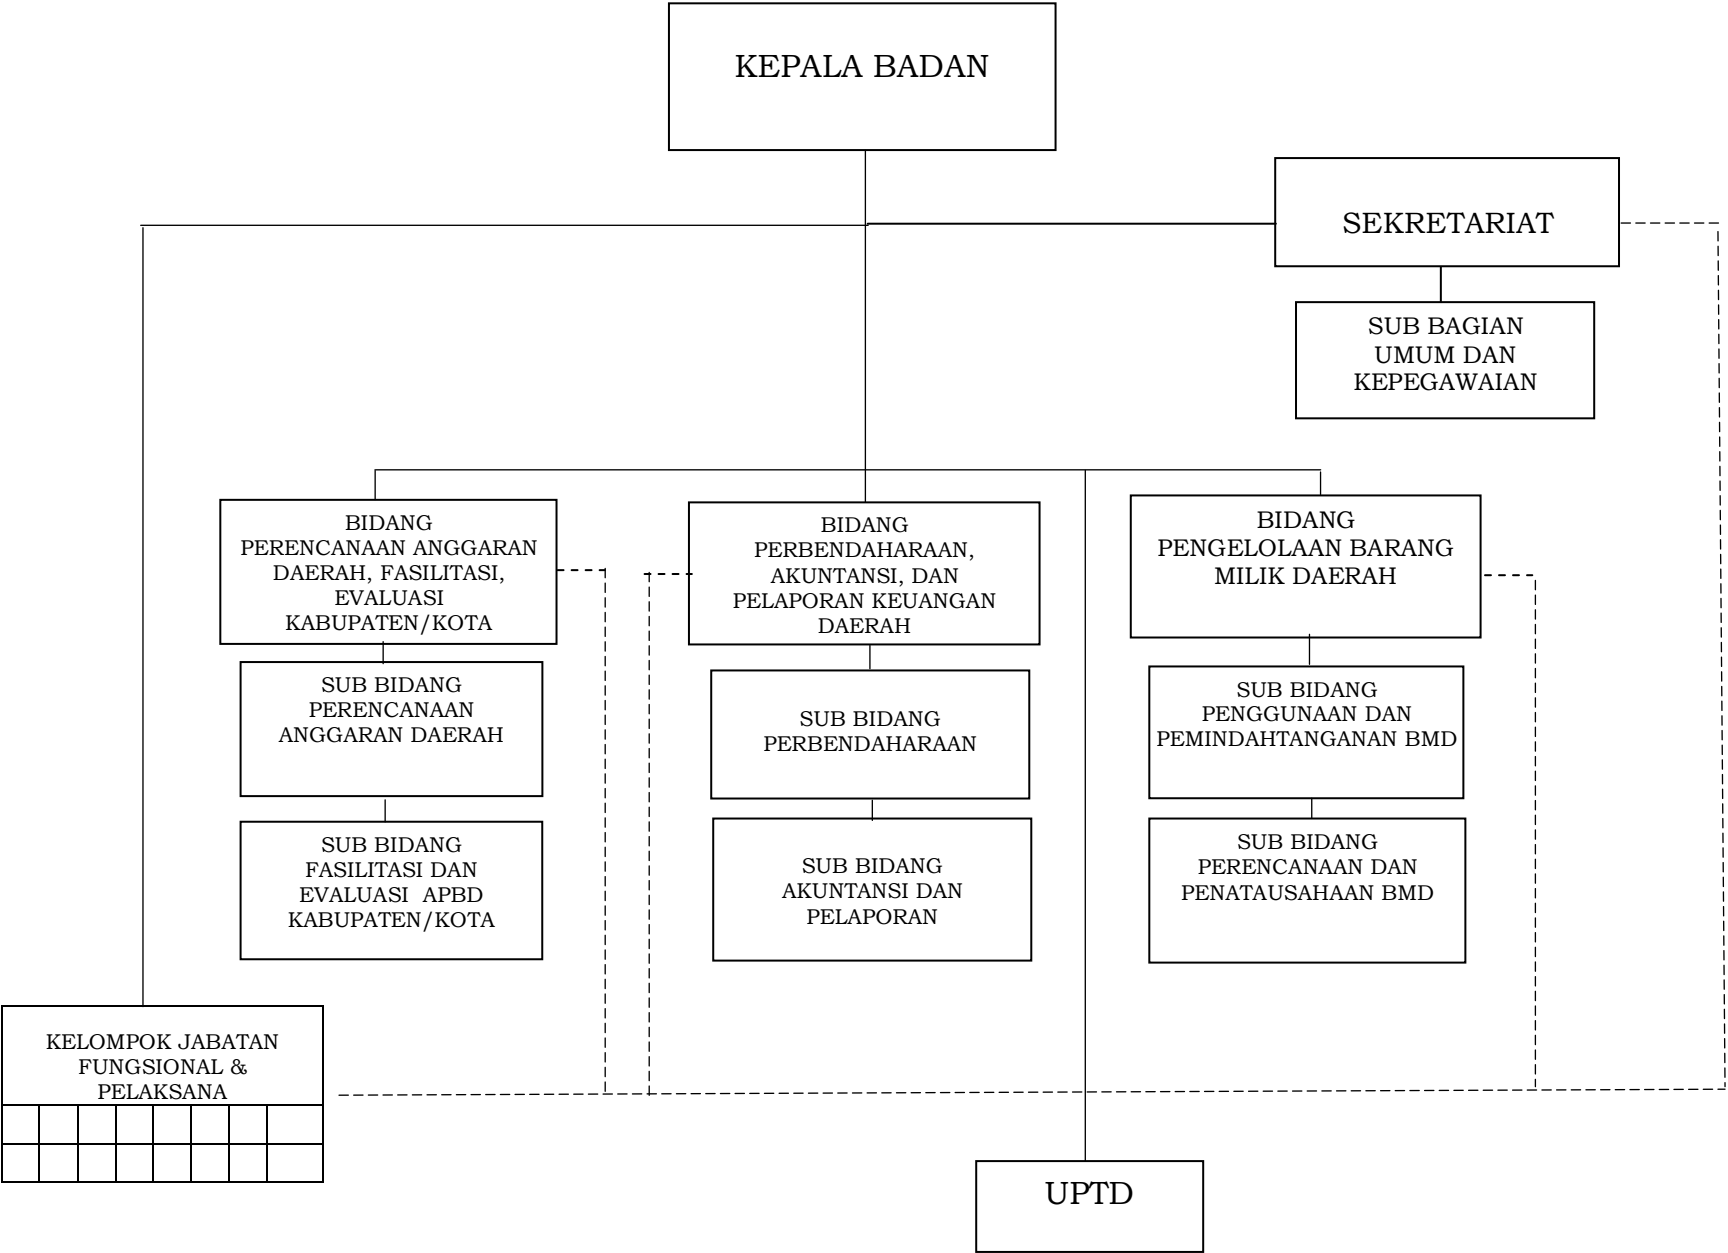 KEPALA BADAN
SEKRETARIAT
SUB BAGIAN
UMUM DAN
KEPEGAWAIAN
BIDANG
PERENCANAAN ANGGARAN
DAERAH, FASILITASI,
EVALUASI
KABUPATEN/KOTA
BIDANG
PERBENDAHARAAN,
AKUNTANSI, DAN
PELAPORAN KEUANGAN
DAERAH
BIDANG
PENGELOLAAN BARANG
MILIK DAERAH
SUB BIDANG
PERENCANAAN
ANGGARAN DAERAH
SUB BIDANG
PERBENDAHARAAN
SUB BIDANG
PENGGUNAAN DAN
PEMINDAHTANGANAN BMD
SUB BIDANG
FASILITASI DAN
EVALUASI  APBD
KABUPATEN/KOTA
SUB BIDANG
AKUNTANSI DAN
PELAPORAN
SUB BIDANG
PERENCANAAN DAN
PENATAUSAHAAN BMD
KELOMPOK JABATAN
FUNGSIONAL &
PELAKSANA
UPTD